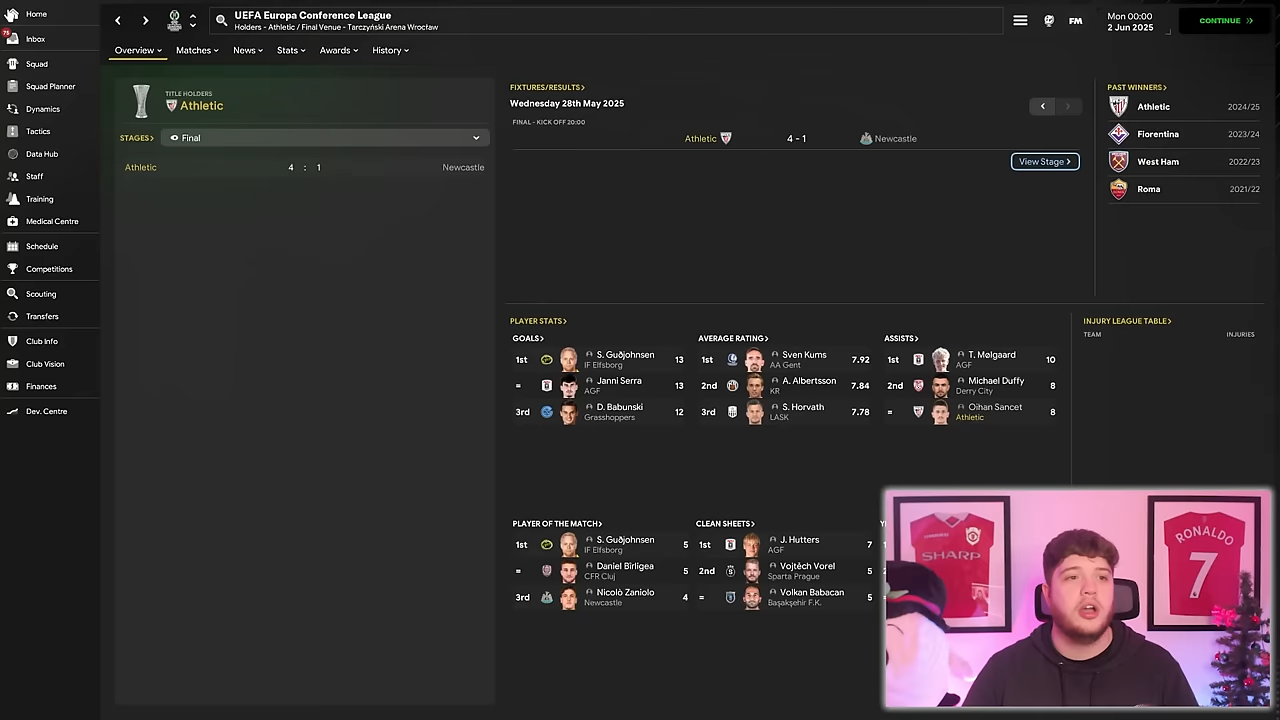 Home
75
Inbox
Squad
Squad Planner
Dynamics
Tactics
Data Hub
Staff
Training
Medical Centre
Schedule
Competitions
Scouting
Transfers
Club Info
Club Vision
Finances
Dev. Centre
UEFA Europa Conference League
Holders - Athletic / Final Venue - Tarczyński Arena Wrocław
FM
Mon 00:00
2 Jun 2025
CONTINUE
Overview
Matches
News
Stats
Awards
History
TITLE HOLDERS
Athletic
STAGES
Final
Athletic 4 : 1 Newcastle
FIXTURES/RESULTS
Wednesday 28th May 2025
FINAL - KICK OFF 20:00
Athletic 4 - 1 Newcastle
View Stage
PAST WINNERS
Athletic 2024/25
Fiorentina 2023/24
West Ham 2022/23
Roma 2021/22
PLAYER STATS
GOALS
1st S. Guðjohnsen 13
IF Elfsborg
= Janni Serra 13
AGF
3rd D. Babunski 12
Grasshoppers
AVERAGE RATING
1st Sven Kums 7.92
AA Gent
2nd A. Albertsson 7.84
KR
3rd S. Horvath 7.78
LASK
ASSISTS
1st T. Mølgaard 10
AGF
2nd Michael Duffy 8
Derry City
= Oihan Sancet 8
Athletic
INJURY LEAGUE TABLE
TEAM INJURIES
PLAYER OF THE MATCH
1st S. Guðjohnsen 5
IF Elfsborg
= Daniel Bîrligea 5
CFR Cluj
3rd Nicolò Zaniolo 4
Newcastle
CLEAN SHEETS
1st J. Hutters 7
AGF
2nd Vojtěch Vorel 5
Sparta Prague
= Volkan Babacan 5
Başakşehir F.K.
SHARP
RONALDO
7